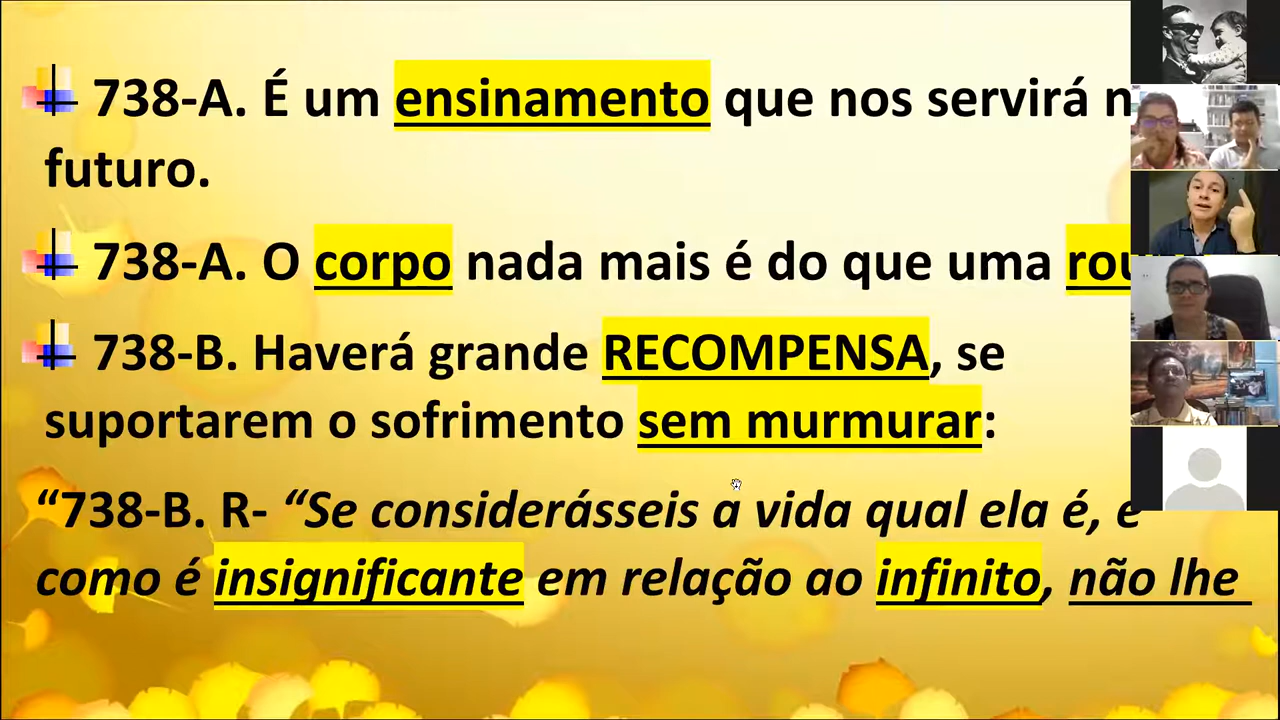 738-A. É um ensinamento que nos servirá
futuro.
738-A. O corpo nada mais é do que uma
738-B. Haverá grande RECOMPENSA, se
suportarem o sofrimento sem murmurar:
“738-B. R- “Se considerásseis a vida qual ela é, e
como é insignificante em relação ao infinito, não lhe